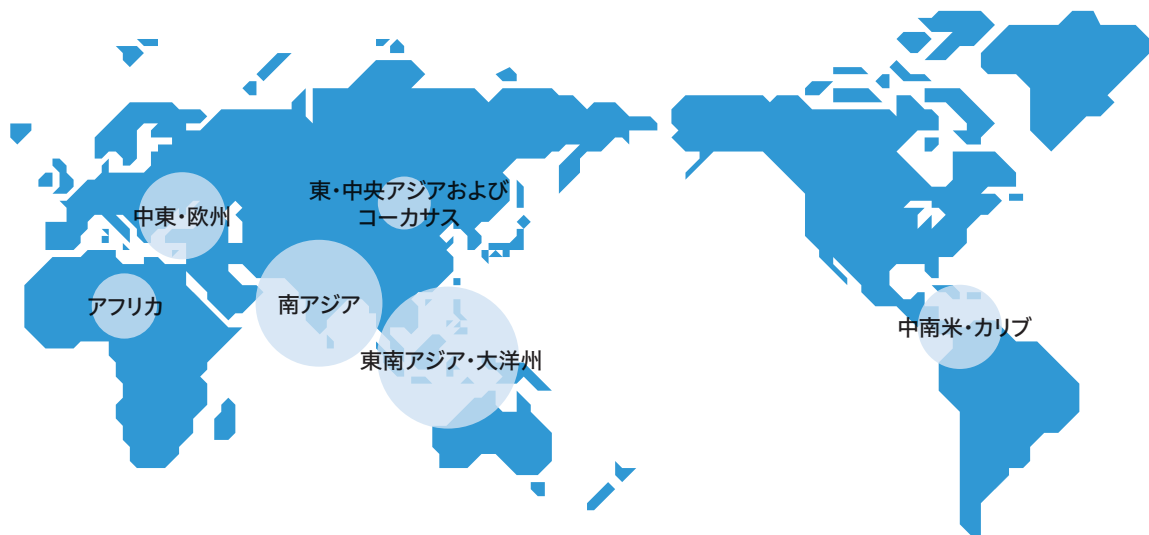 東・中央アジアおよび
コーカサス
中東・欧州
アフリカ
南アジア
東南アジア・大洋州
中南米・カリブ